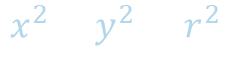 x² y² r²